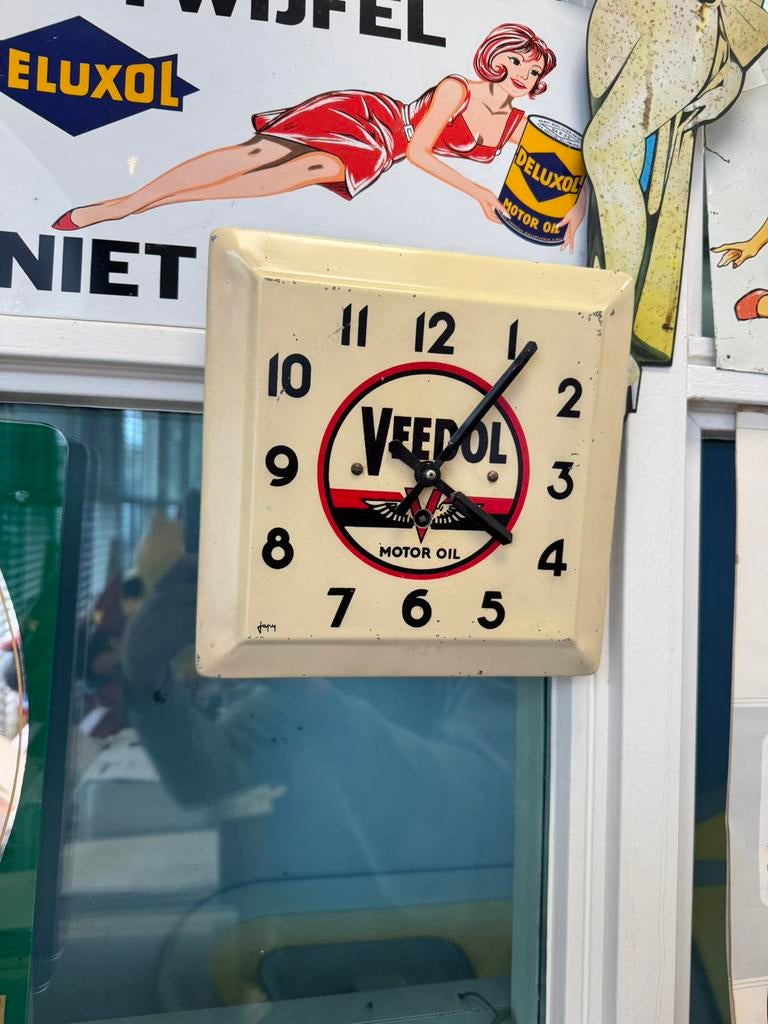 TWIJFEL
ELUXOL
DELUXOL
MOTOR OIL
NIET
11 12 1
10 2
9 3
8 4
7 6 5
VEEDOL
MOTOR OIL
Japy